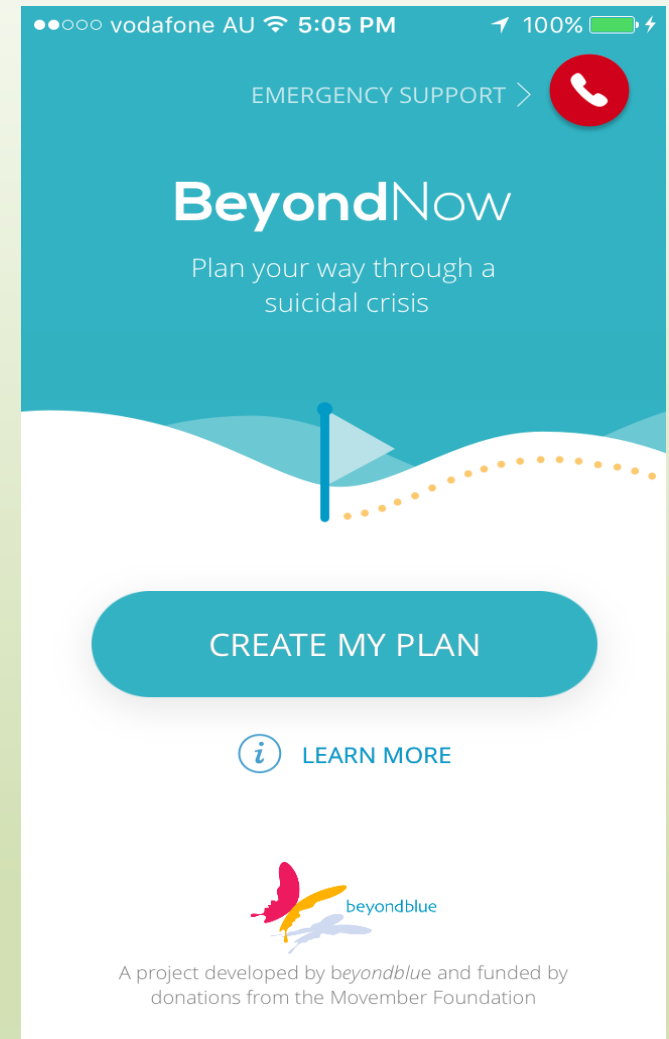 vodafone AU 5:05 PM 100%
EMERGENCY SUPPORT >
BeyondNow
Plan your way through a
suicidal crisis
CREATE MY PLAN
i LEARN MORE
beyondblue
A project developed by beyondblue and funded by
donations from the Movember Foundation